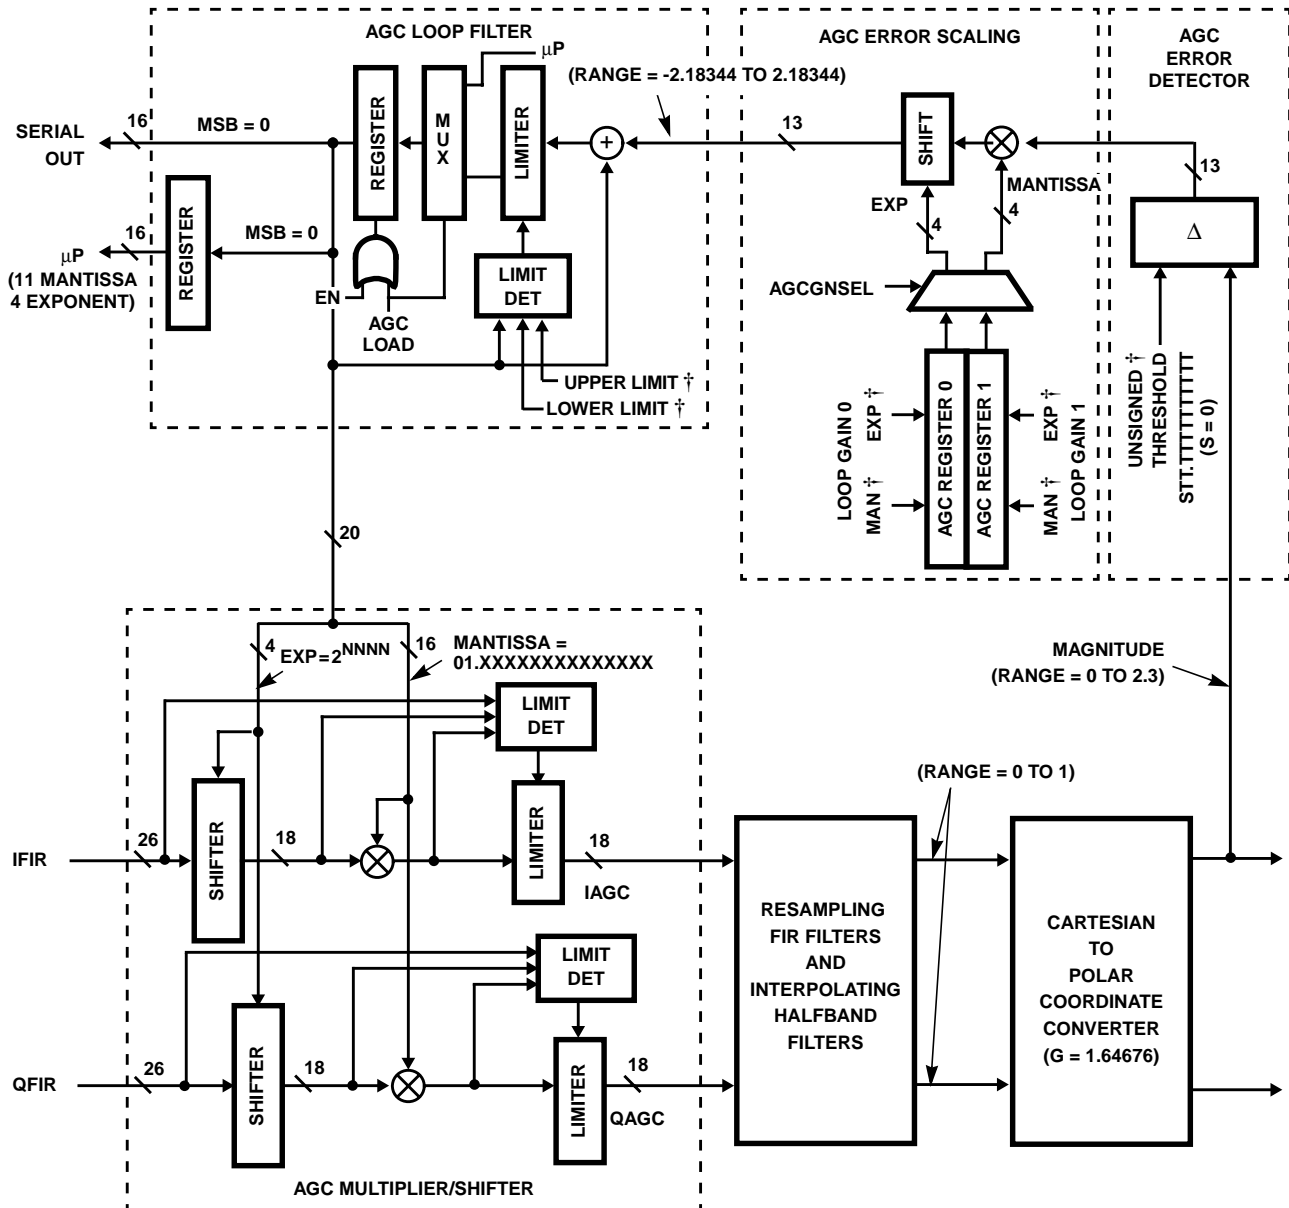 AGC LOOP FILTER
μP
SERIAL
OUT
16
MSB = 0
REGISTER
MUX
LIMITER
+
μP
(11 MANTISSA
4 EXPONENT)
16
REGISTER
MSB = 0
EN
AGC
LOAD
LIMIT
DET
UPPER LIMIT †
LOWER LIMIT †
(RANGE = -2.18344 TO 2.18344)
AGC ERROR SCALING
13
SHIFT
EXP
4
MANTISSA
4
AGCGNSEL
LOOP GAIN 0
MAN † EXP †
AGC REGISTER 0
AGC REGISTER 1
MAN † EXP †
LOOP GAIN 1
AGC
ERROR
DETECTOR
13
Δ
UNSIGNED †
THRESHOLD
STT.TTTTTTTTTT
(S = 0)
20
4
EXP=2NNNN
16
MANTISSA =
01.XXXXXXXXXXXXXX
LIMIT
DET
IFIR
26
SHIFTER
18
LIMITER
18
IAGC
LIMIT
DET
QFIR
26
SHIFTER
18
LIMITER
18
QAGC
AGC MULTIPLIER/SHIFTER
RESAMPLING
FIR FILTERS
AND
INTERPOLATING
HALFBAND
FILTERS
(RANGE = 0 TO 1)
MAGNITUDE
(RANGE = 0 TO 2.3)
CARTESIAN
TO
POLAR
COORDINATE
CONVERTER
(G = 1.64676)